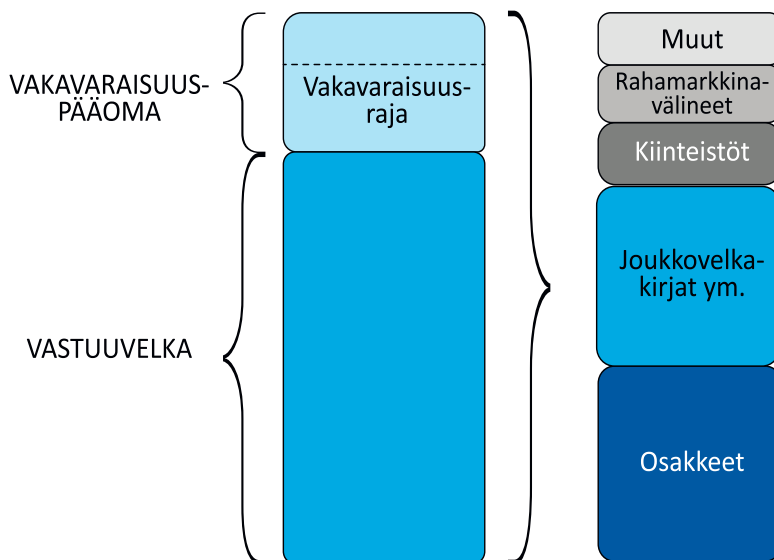 VAKAVARAISUUS-
PÄÄOMA
VASTUUVELKA
Vakavaraisuus-
raja
Muut
Rahamarkkina-
välineet
Kiinteistöt
Joukkovelka-
kirjat ym.
Osakkeet